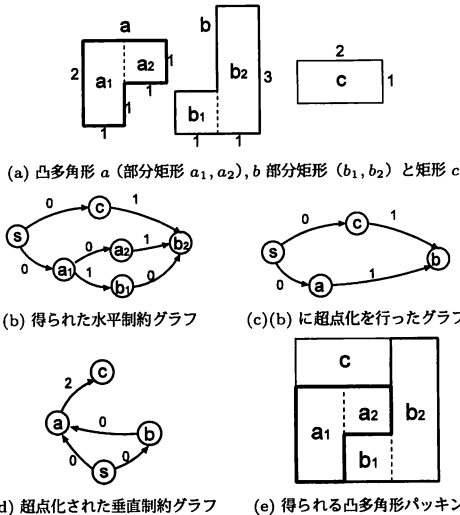 a
b
2
a1
a2
1
1
1
1
b2
b1
3
1
1
2
c
1
(a) 凸多角形 a (部分矩形 a1, a2), b 部分矩形 (b1, b2) と矩形 c
0
c
1
s
0
a1
0
a2
1
b2
1
b1
0
0
c
1
s
0
a
1
b
(b) 得られた水平制約グラフ
(c)(b) に超点化を行ったグラフ
c
2
a
0
b
0
s
0
c
a1
a2
b1
b2
d) 超点化された垂直制約グラフ
(e) 得られる凸多角形パッキン